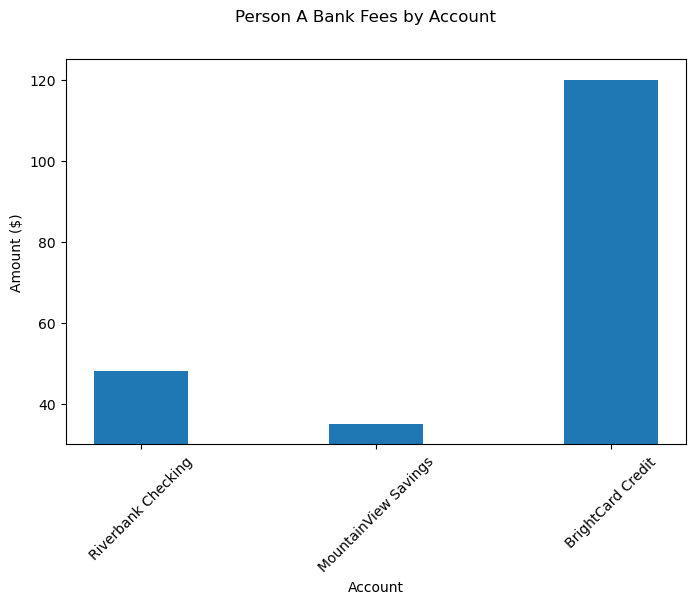 Person A Bank Fees by Account
Amount ($)
120
100
80
60
40
Riverbank Checking
MountainView Savings
BrightCard Credit
Account